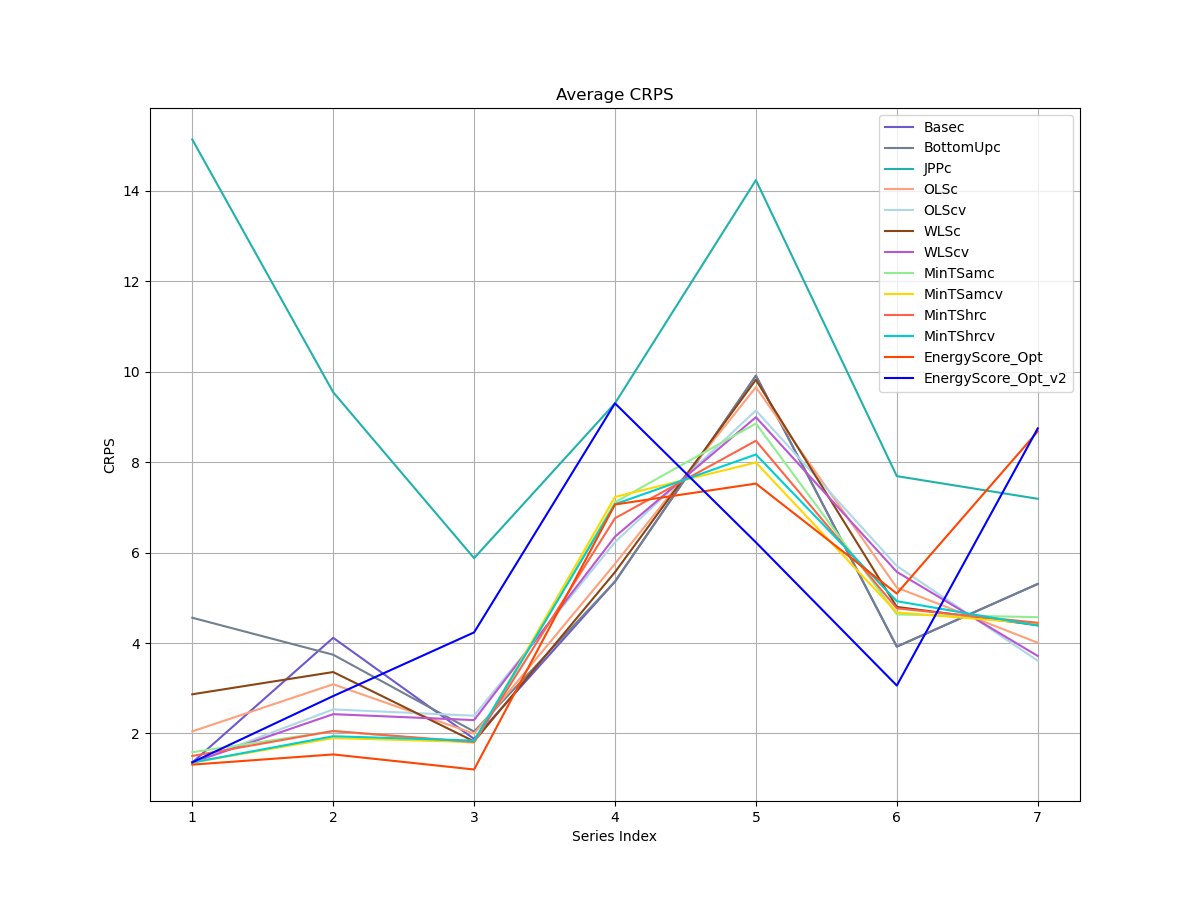 Average CRPS
14
12
10
8
6
4
2
CRPS
1 2 3 4 5 6 7
Series Index
Basec
BottomUpc
JPPc
OLSc
OLScv
WLSc
WLScv
MinTSamc
MinTSamcv
MinTShrc
MinTShrcv
EnergyScore_Opt
EnergyScore_Opt_v2